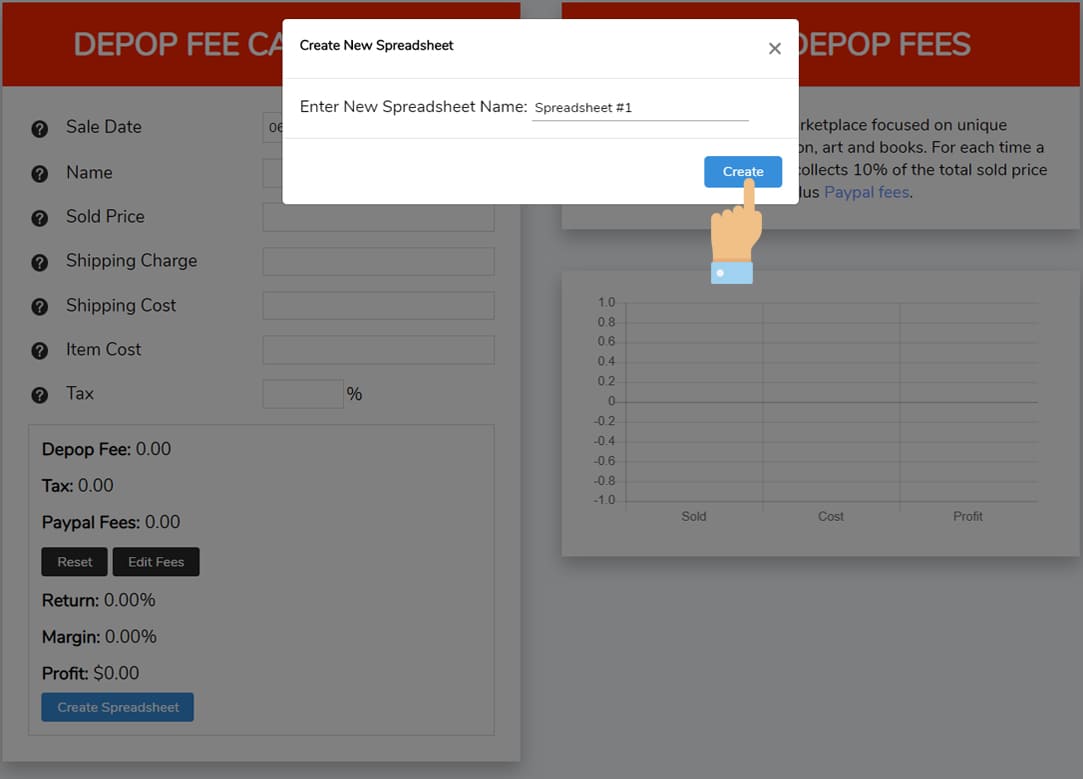 DEPOP FEE CA
DEPOP FEES
Create New Spreadsheet
Enter New Spreadsheet Name: Spreadsheet #1
Create
Sale Date
06
Name
Sold Price
Shipping Charge
Shipping Cost
Item Cost
Tax
%
Depop Fee: 0.00
Tax: 0.00
Paypal Fees: 0.00
Reset Edit Fees
Return: 0.00%
Margin: 0.00%
Profit: $0.00
Create Spreadsheet
rketplace focused on unique
on, art and books. For each time a
collects 10% of the total sold price
lus Paypal fees.
1.0
0.8
0.6
0.4
0.2
0
-0.2
-0.4
-0.6
-0.8
-1.0
Sold Cost Profit